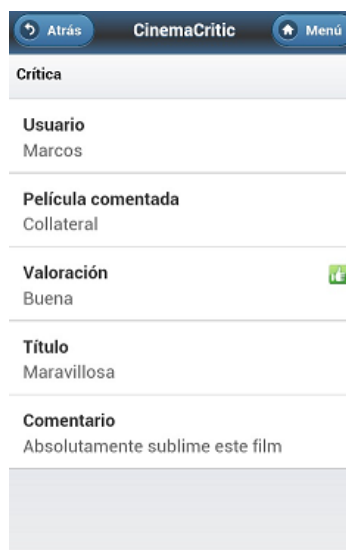 Atrás CinemaCritic Menú
Crítica
Usuario
Marcos
Película comentada
Collateral
Valoración
Buena
Título
Maravillosa
Comentario
Absolutamente sublime este film